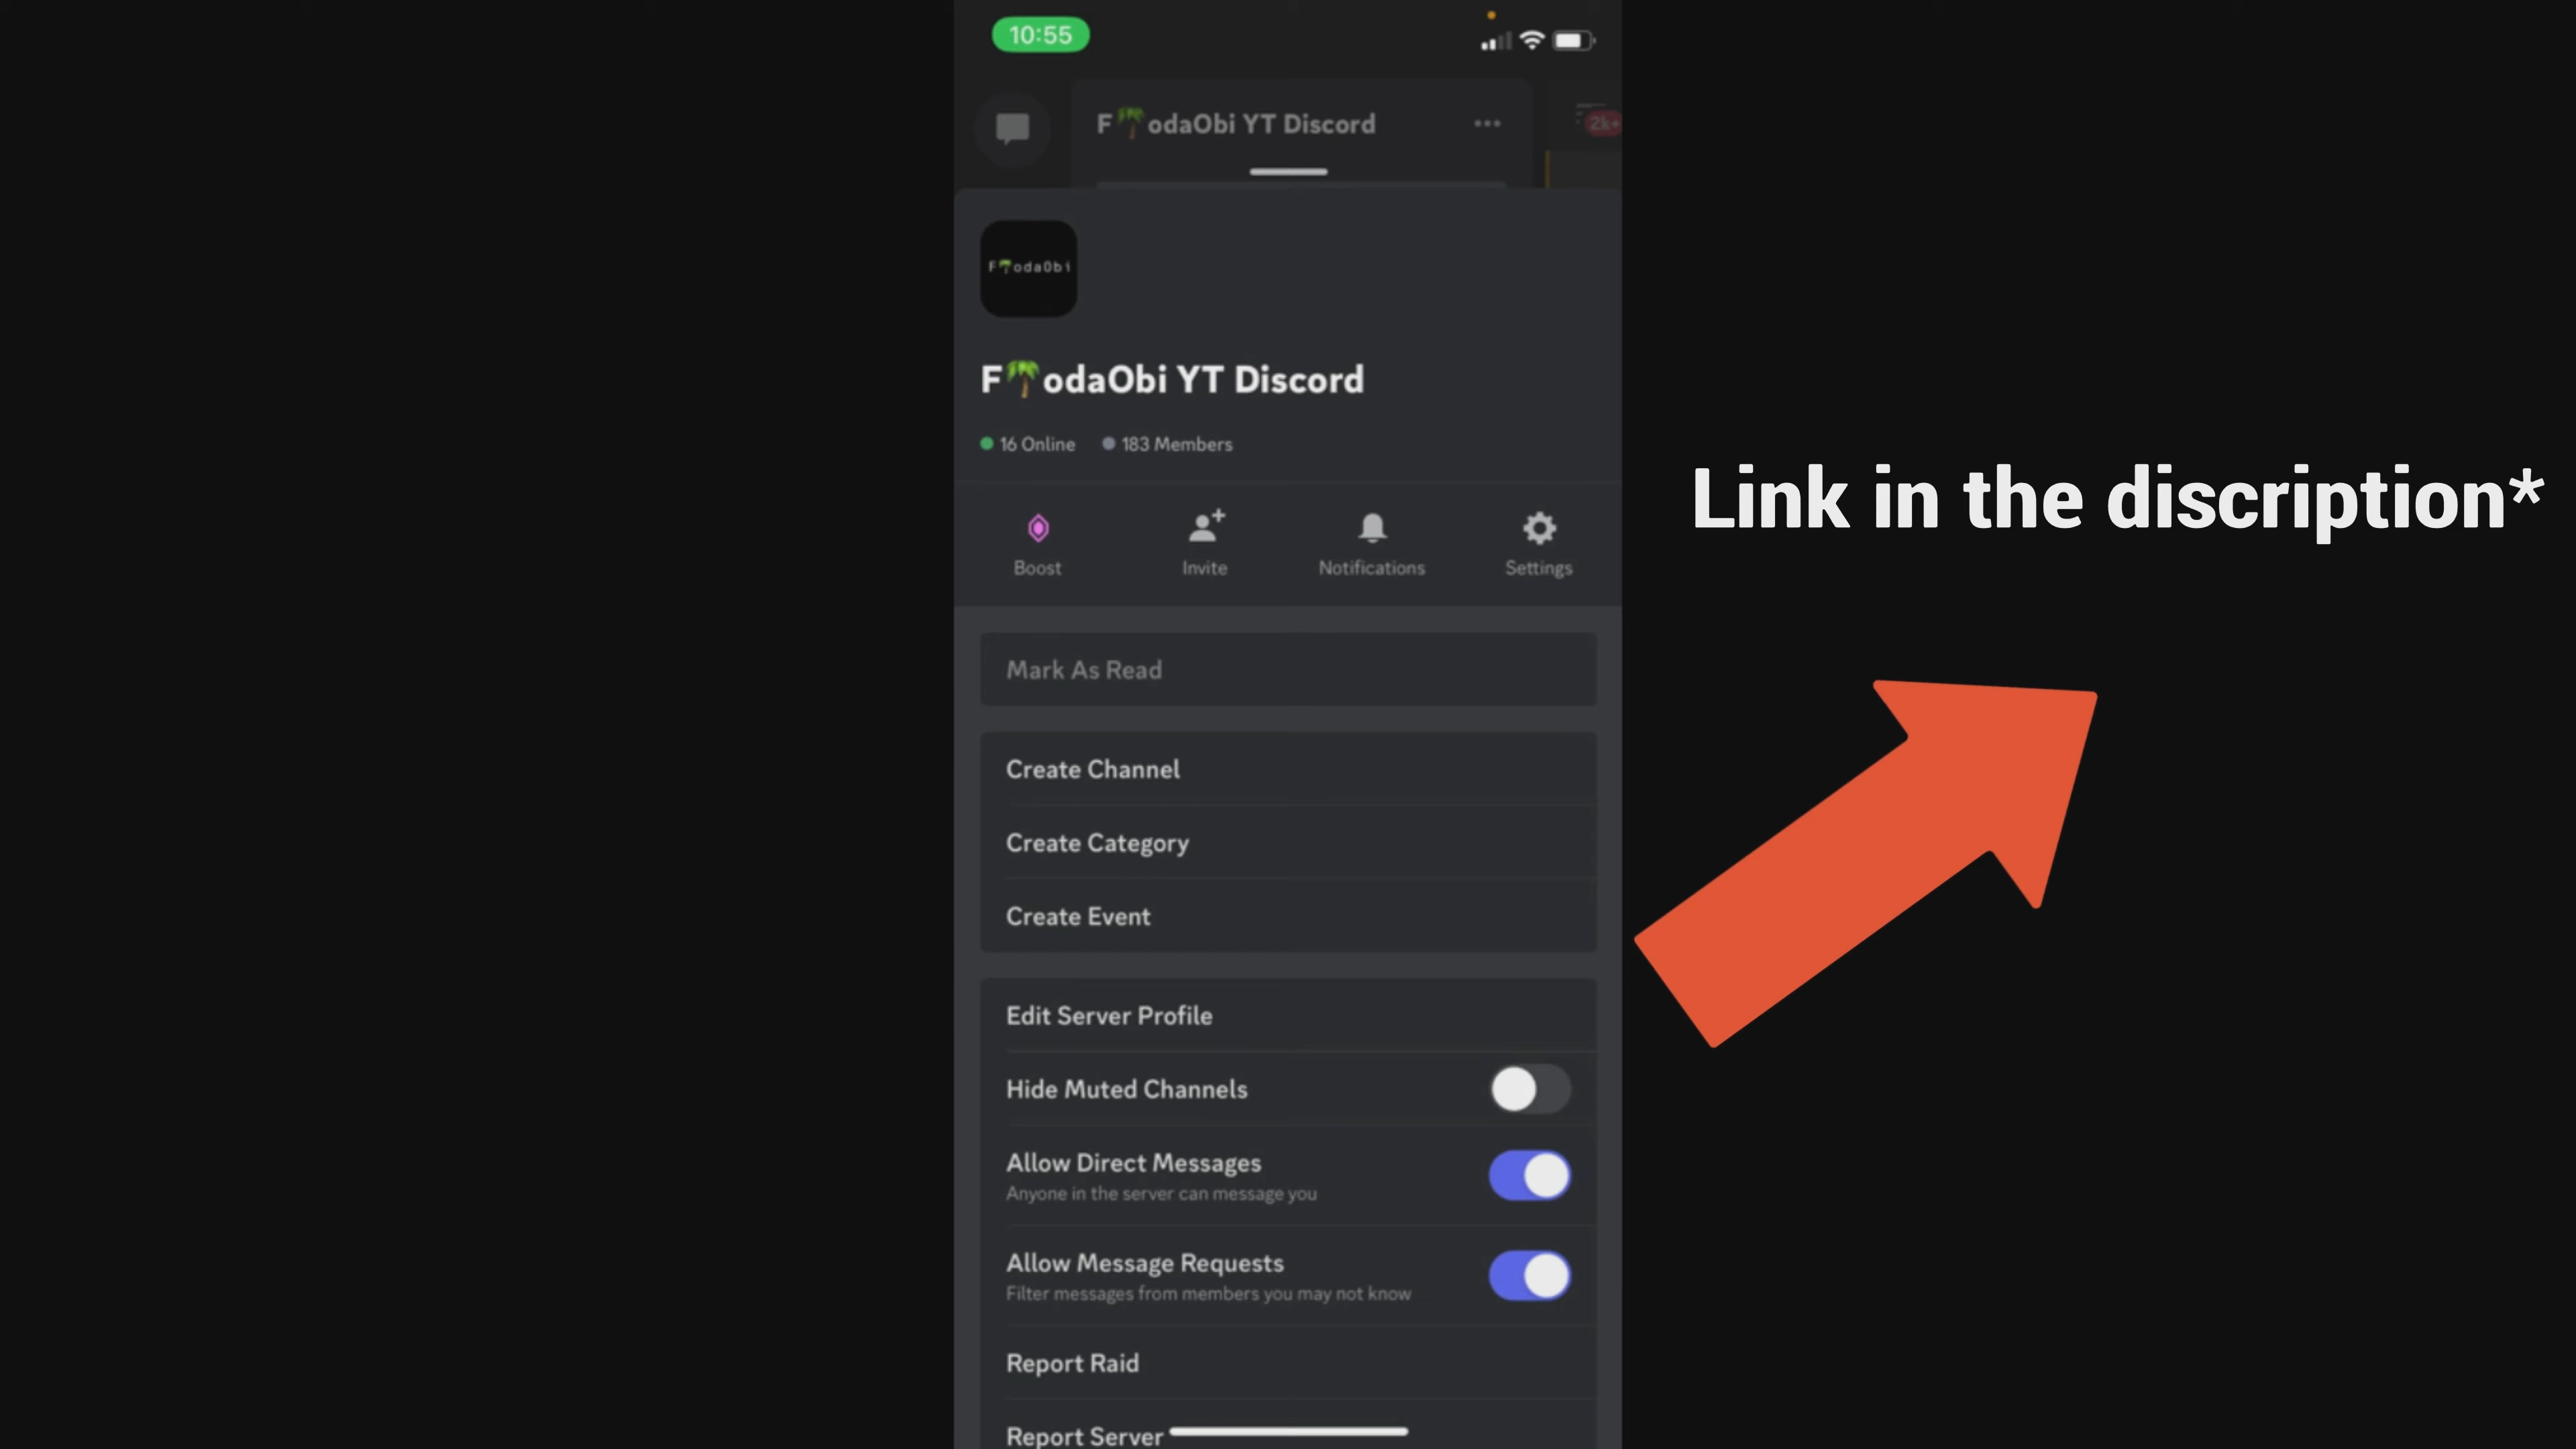 10:55
F🌴odaObi YT Discord
2k+
F🌴odaObi
F🌴odaObi YT Discord
16 Online 183 Members
Boost Invite Notifications Settings
Link in the discription*
Mark As Read
Create Channel
Create Category
Create Event
Edit Server Profile
Hide Muted Channels
Allow Direct Messages
Anyone in the server can message you
Allow Message Requests
Filter messages from members you may not know
Report Raid
Report Server